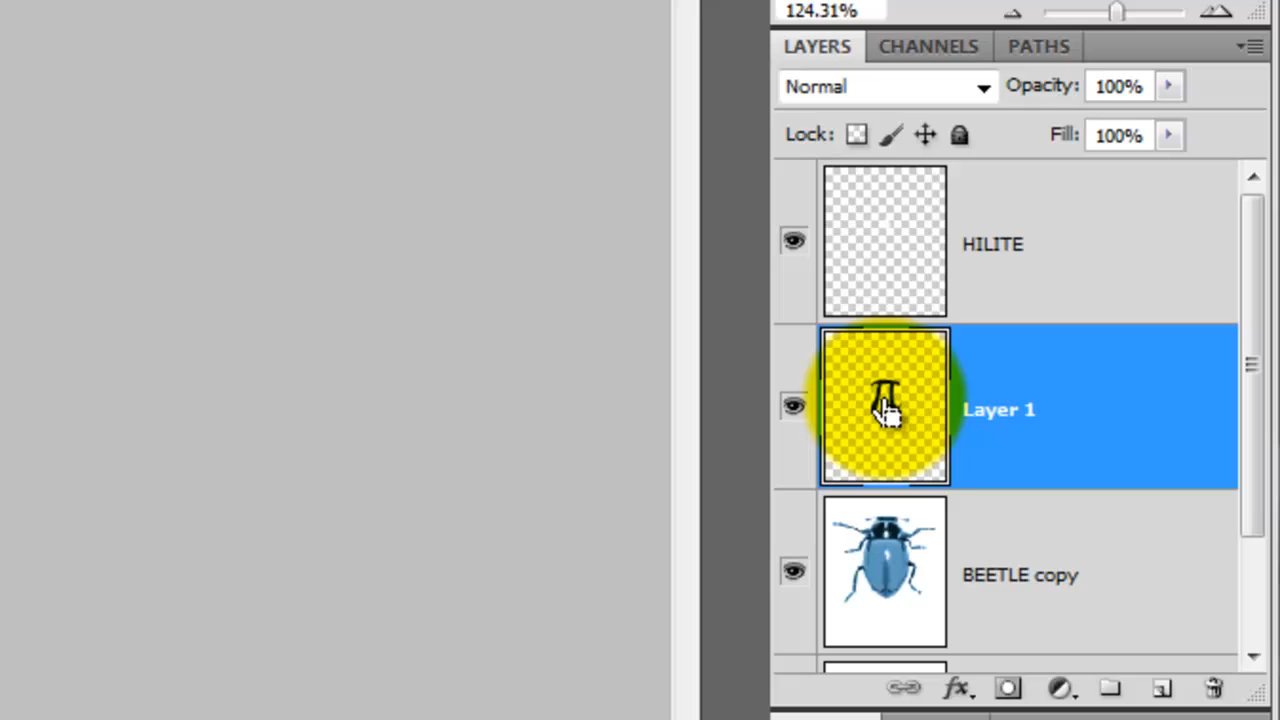 124.31%
LAYERS CHANNELS PATHS
Normal Opacity: 100%
Lock: Fill: 100%
HILITE
Layer 1
BEETLE copy
fx